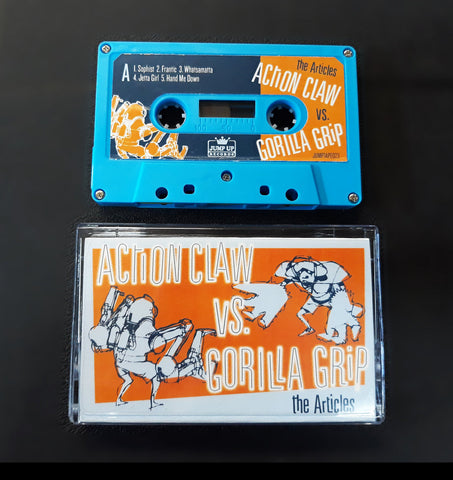 A
1. Sophist 2. Frantic 3. Whatsamatta
4. Jetta Girl 5. Hand Me Down
the Articles
ACTION CLAW
VS.
GORILLA GRIP
JUMP UP
RECORDS
JUMPTAPE023
ACTION CLAW
VS.
GORILLA GRIP
the Articles